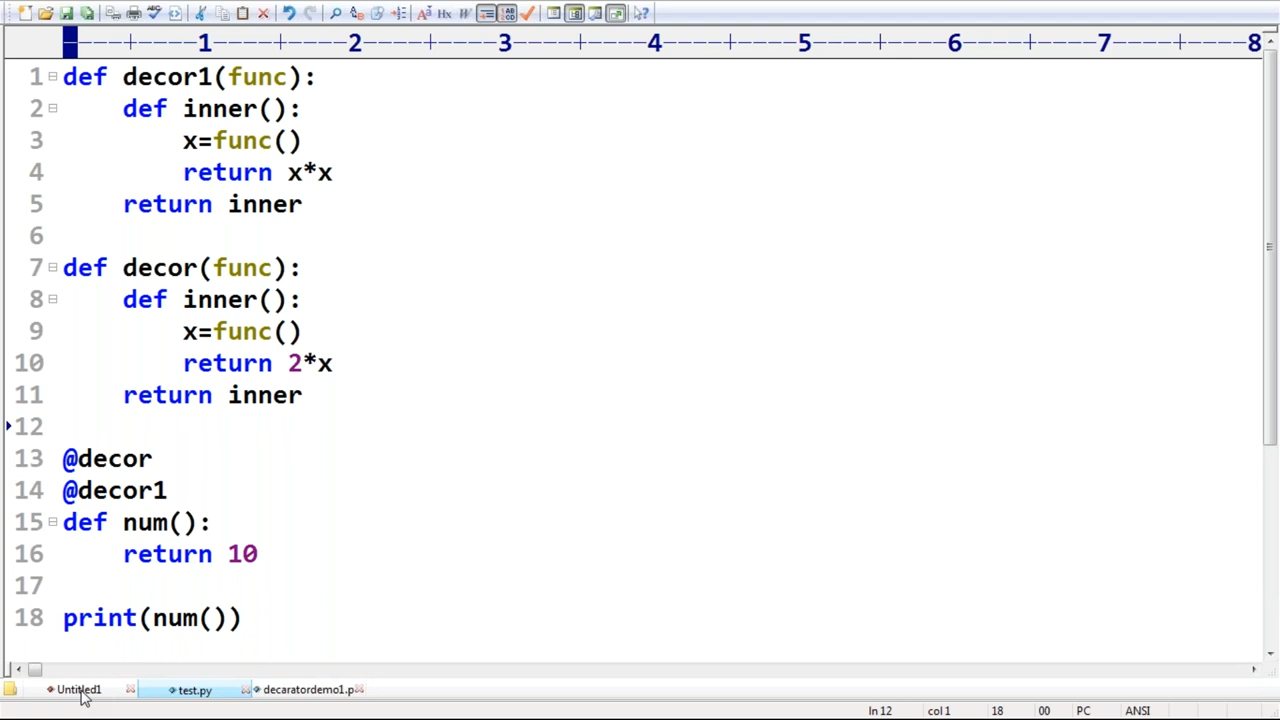 1 2 3 4 5 6 7 8
1 def decor1(func):
2     def inner():
3         x=func()
4         return x*x
5     return inner
6
7 def decor(func):
8     def inner():
9         x=func()
10         return 2*x
11     return inner
12
13 @decor
14 @decor1
15 def num():
16     return 10
17
18 print(num())
Untitled1 test.py decaratordemo1.p
ln 12 col 1 18 00 PC ANSI